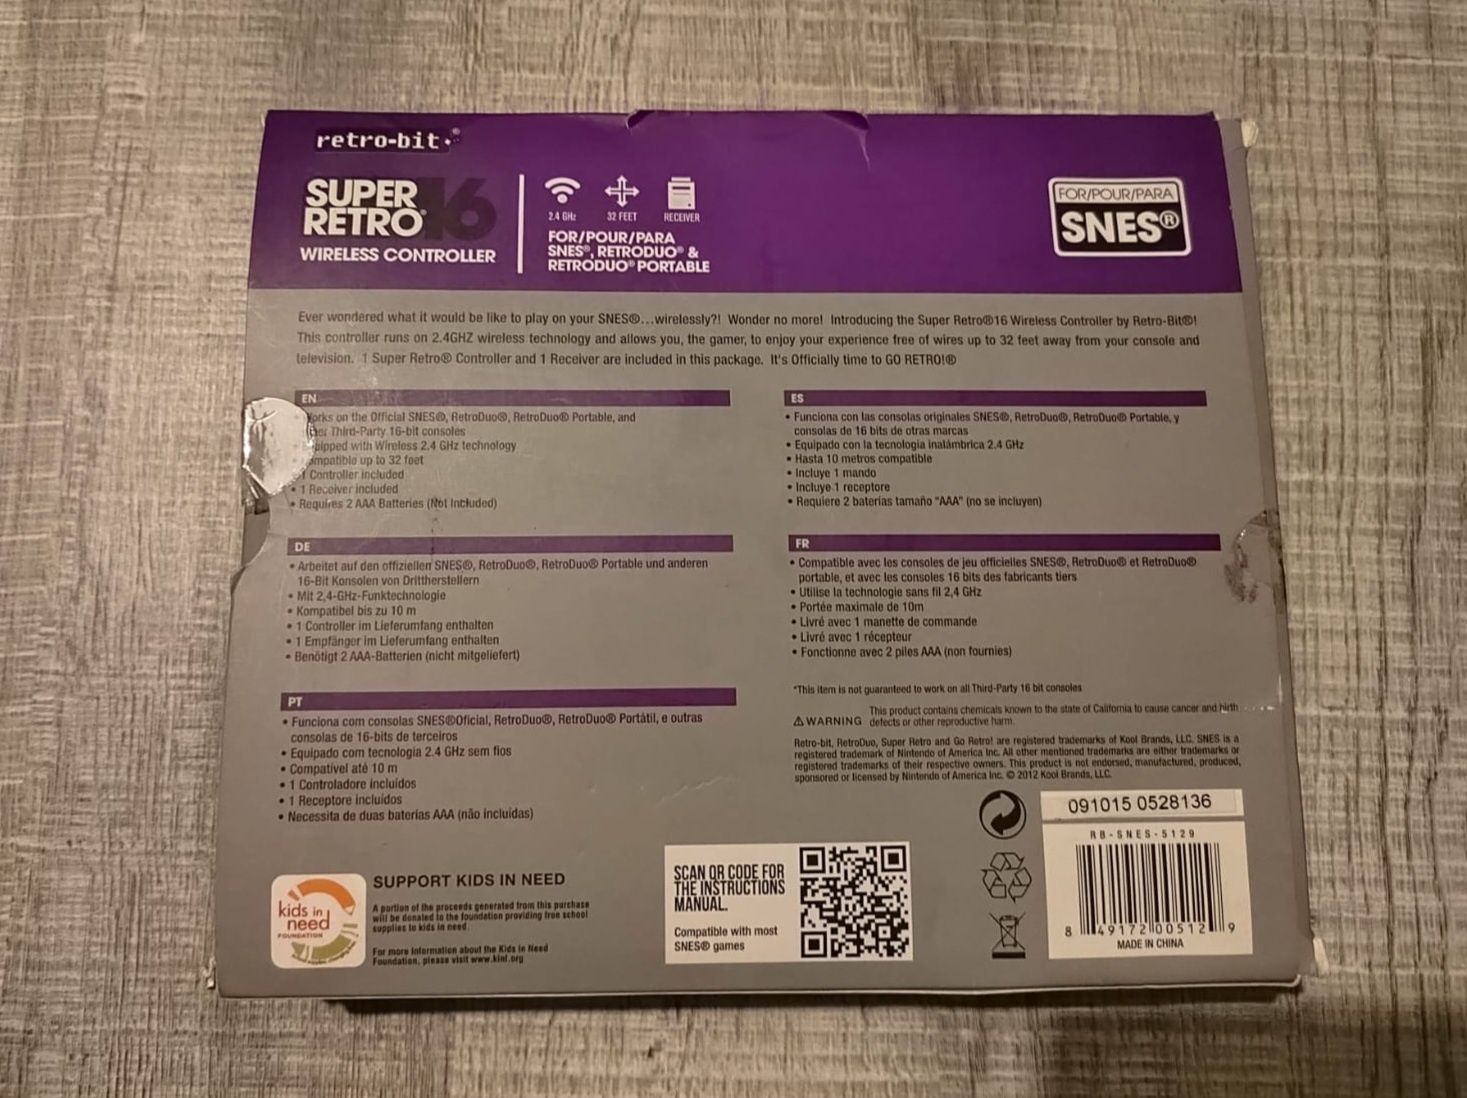 retro-bit
SUPER 16
RETRO®
WIRELESS CONTROLLER
2.4 GHz 32 FEET RECEIVER
FOR/POUR/PARA
SNES®, RETRODUO® &
RETRODUO® PORTABLE
FOR/POUR/PARA
SNES®
Ever wondered what it would be like to play on your SNES®...wirelessly?! Wonder no more! Introducing the Super Retro®16 Wireless Controller by Retro-Bit®!
This controller runs on 2.4GHZ wireless technology and allows you, the gamer, to enjoy your experience free of wires up to 32 feet away from your console and
television. 1 Super Retro® Controller and 1 Receiver are included in this package. It's Officially time to GO RETRO!®
EN
on the Official SNES®, RetroDuo®, RetroDuo® Portable, and
Third-Party 16-bit consoles
with Wireless 2.4 GHz technology
up to 32 feet
1 Controller included
• 1 Receiver included
• Requires 2 AAA Batteries (Not Included)
ES
• Funciona con las consolas originales SNES®, RetroDuo®, RetroDuo® Portable, y
consolas de 16 bits de otras marcas
• Equipado con la tecnologia inalámbrica 2.4 GHz
• Hasta 10 metros compatible
• Incluye 1 mando
• Incluye 1 receptore
• Requiere 2 baterías tamaño "AAA" (no se incluyen)
DE
• Arbeitet auf den offiziellen SNES®, RetroDuo®, RetroDuo® Portable und anderen
16-Bit Konsolen von Drittherstellern
• Mit 2,4-GHz-Funktechnologie
• Kompatibel bis zu 10 m
• 1 Controller im Lieferumfang enthalten
• 1 Empfänger im Lieferumfang enthalten
• Benötigt 2 AAA-Batterien (nicht mitgeliefert)
FR
• Compatible avec les consoles de jeu officielles SNES®, RetroDuo® et RetroDuo®
portable, et avec les consoles 16 bits des fabricants tiers
• Utilise la technologie sans fil 2,4 GHz
• Portée maximale de 10m
• Livré avec 1 manette de commande
• Livré avec 1 récepteur
• Fonctionne avec 2 piles AAA (non fournies)
PT
• Funciona com consolas SNES®Oficial, RetroDuo®, RetroDuo® Portátil, e outras
consolas de 16-bits de terceiros
• Equipado com tecnologia 2.4 GHz sem fios
• Compatível até 10 m
• 1 Controladore incluídos
• 1 Receptore incluídos
• Necessita de duas baterias AAA (não incluídas)
*This item is not guaranteed to work on all Third-Party 16 bit consoles
WARNING This product contains chemicals known to the state of California to cause cancer and birth
defects or other reproductive harm.
Retro-bit, RetroDuo, Super Retro and Go Retro! are registered trademarks of Kool Brands, LLC. SNES is a
registered trademark of Nintendo of America Inc. All other mentioned trademarks are either trademarks or
registered trademarks of their respective owners. This product is not endorsed, manufactured, produced,
sponsored or licensed by Nintendo of America Inc. © 2012 Kool Brands, LLC.
kids in
need
FOUNDATION
SUPPORT KIDS IN NEED
A portion of the proceeds generated from this purchase
will be donated to the foundation providing free school
supplies to kids in need.
For more information about the Kids In Need
Foundation, please visit www.kinf.org
SCAN QR CODE FOR
THE INSTRUCTIONS
MANUAL.
Compatible with most
SNES® games
091015 0528136
RB-SNES-5129
8 49172 00512 9
MADE IN CHINA